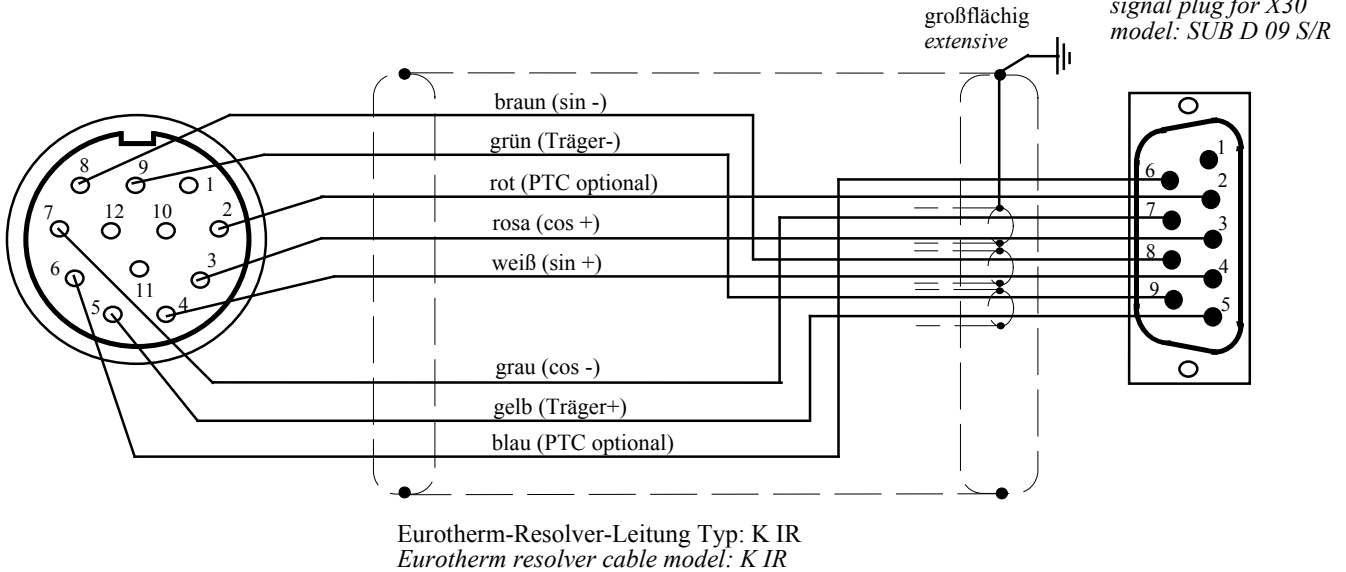 signal plug for X30
model: SUB D 09 S/R
großflächig
extensive
braun (sin -)
grün (Träger-)
rot (PTC optional)
rosa (cos +)
weiß (sin +)
grau (cos -)
gelb (Träger+)
blau (PTC optional)
8
9
1
7
12
10
2
6
11
3
5
4
1
6
2
7
3
8
4
9
5
Eurotherm-Resolver-Leitung Typ: K IR
Eurotherm resolver cable model: K IR